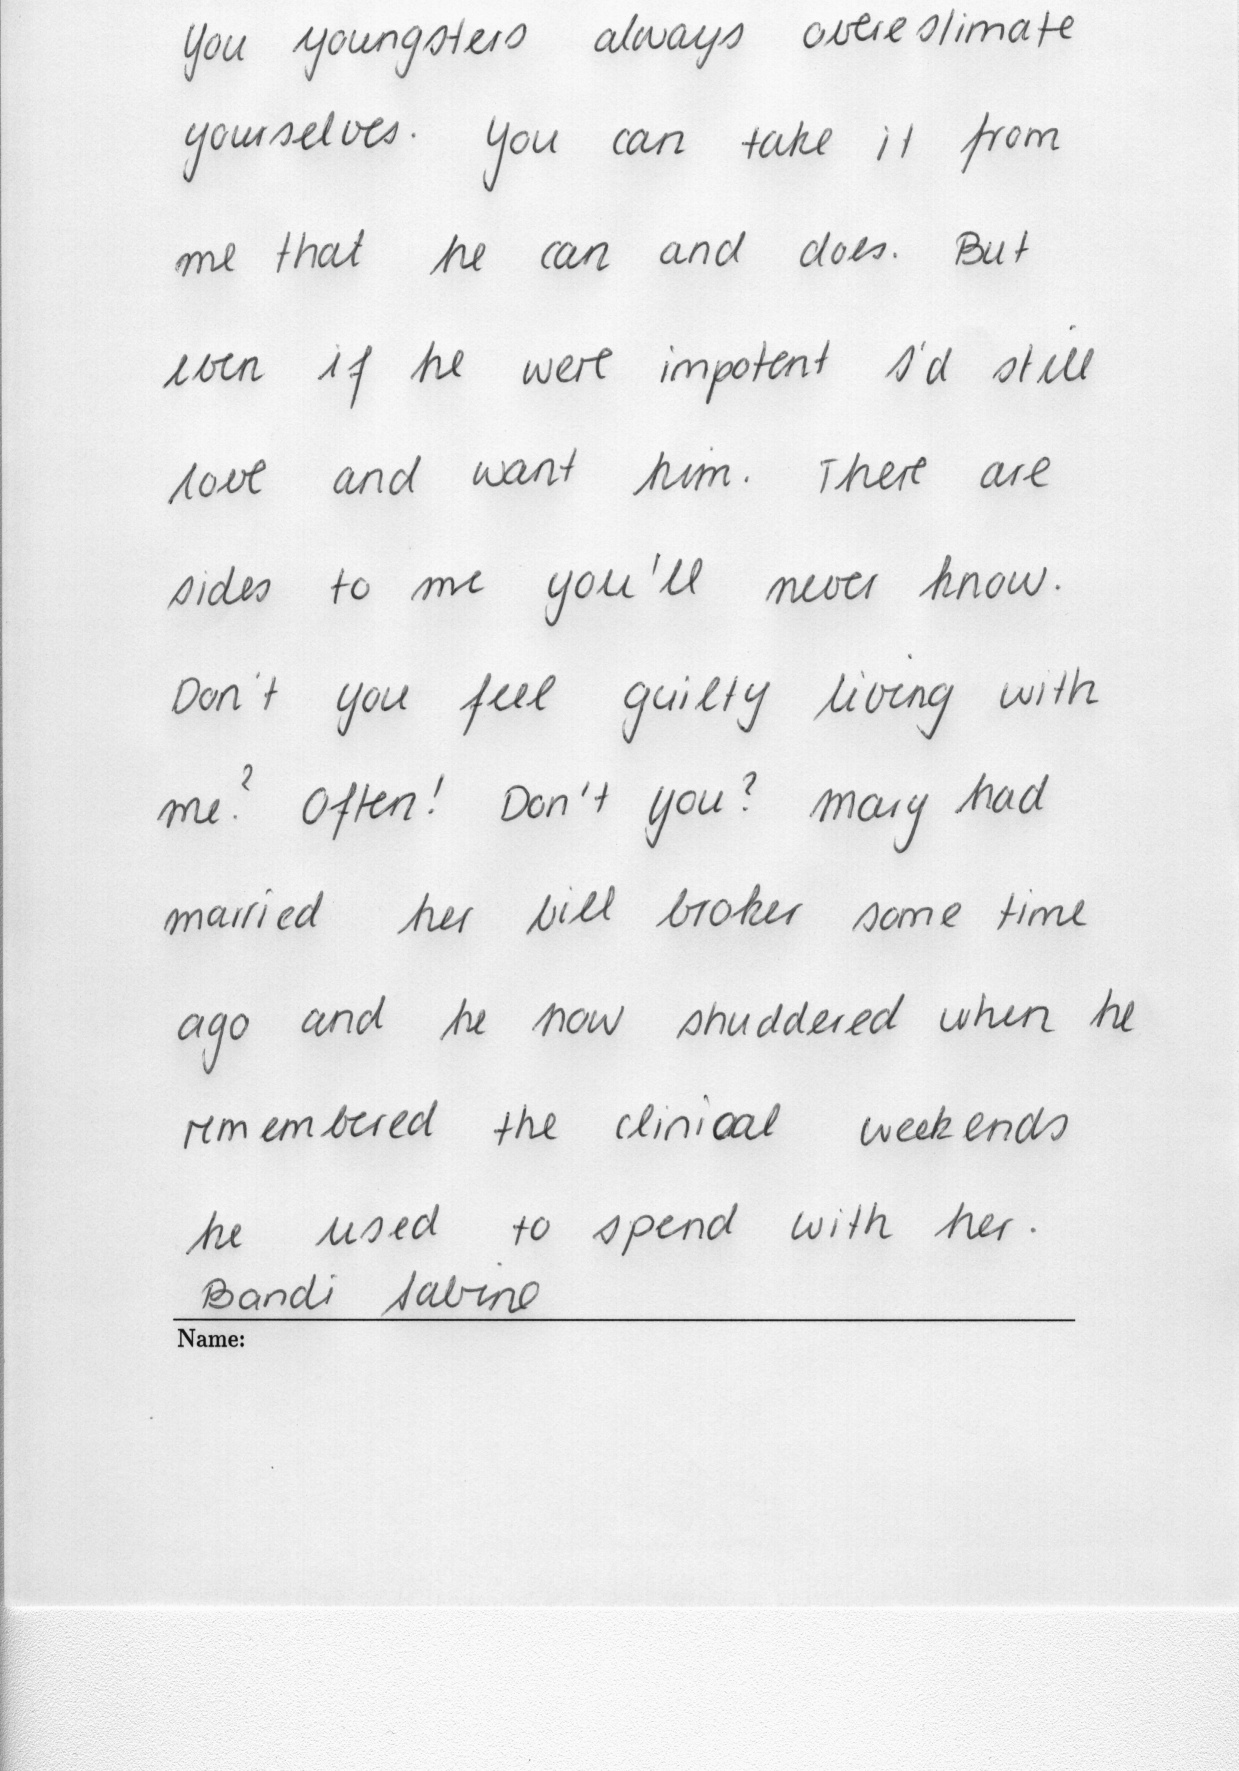 You youngsters always overestimate
yourselves. You can take it from
me that he can and does. But
even if he were impotent I'd still
love and want him. There are
sides to me you'll never know.
Don't you feel guilty living with
me? Often! Don't you? Mary had
married her bill broker some time
ago and he now shuddered when he
remembered the clinical weekends
he used to spend with her.
Bandi Sabine
Name: